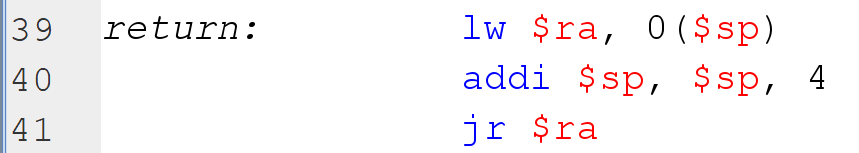 39 return: lw $ra, 0($sp)
40 addi $sp, $sp, 4
41 jr $ra